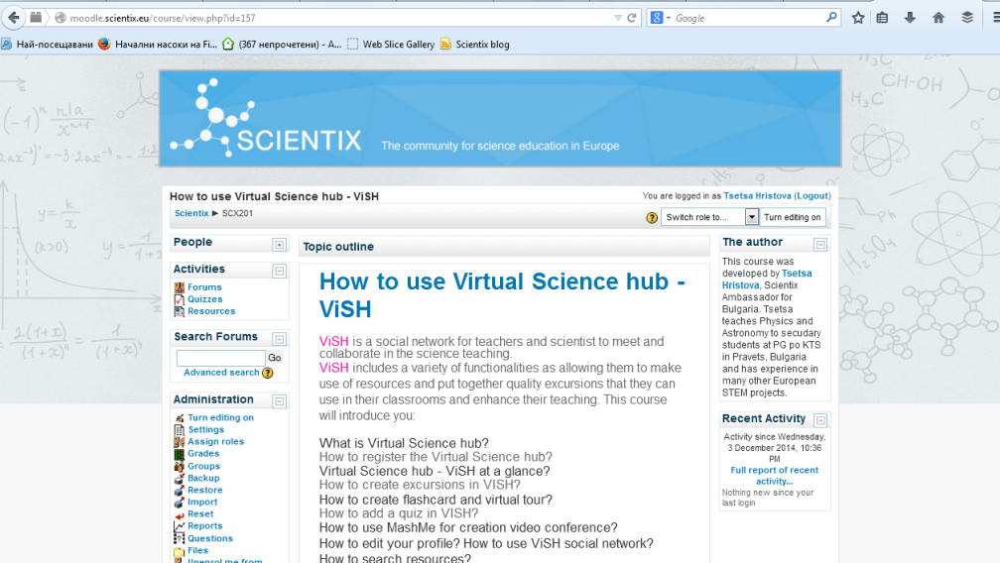 moodle.scientix.eu/course/view.php?id=157
Google
Най-посещавани
Начални насоки на Fi...
(367 непрочетени) - A...
Web Slice Gallery
Scientix blog
SCIENTIX
The community for science education in Europe
How to use Virtual Science hub - ViSH
You are logged in as Tsetsa Hristova (Logout)
Scientix ► SCX201
Switch role to...
Turn editing on
People
Activities
Forums
Quizzes
Resources
Search Forums
Go
Advanced search
Administration
Turn editing on
Settings
Assign roles
Grades
Groups
Backup
Restore
Import
Reset
Reports
Questions
Files
Unenrol me from
Topic outline
How to use Virtual Science hub -
ViSH
ViSH is a social network for teachers and scientist to meet and
collaborate in the science teaching.
ViSH includes a variety of functionalities as allowing them to make
use of resources and put together quality excursions that they can
use in their classrooms and enhance their teaching. This course
will introduce you:
What is Virtual Science hub?
How to register the Virtual Science hub?
Virtual Science hub - ViSH at a glance?
How to create excursions in VISH?
How to create flashcard and virtual tour?
How to add a quiz in VISH?
How to use MashMe for creation video conference?
How to edit your profile? How to use ViSH social network?
How to search resources?
The author
This course was
developed by Tsetsa
Hristova, Scientix
Ambassador for
Bulgaria. Tsetsa
teaches Physics and
Astronomy to secudary
students at PG po KTS
in Pravets, Bulgaria
and has experience in
many other European
STEM projects.
Recent Activity
Activity since Wednesday,
3 December 2014, 10:36
PM
Full report of recent
activity...
Nothing new since your
last login